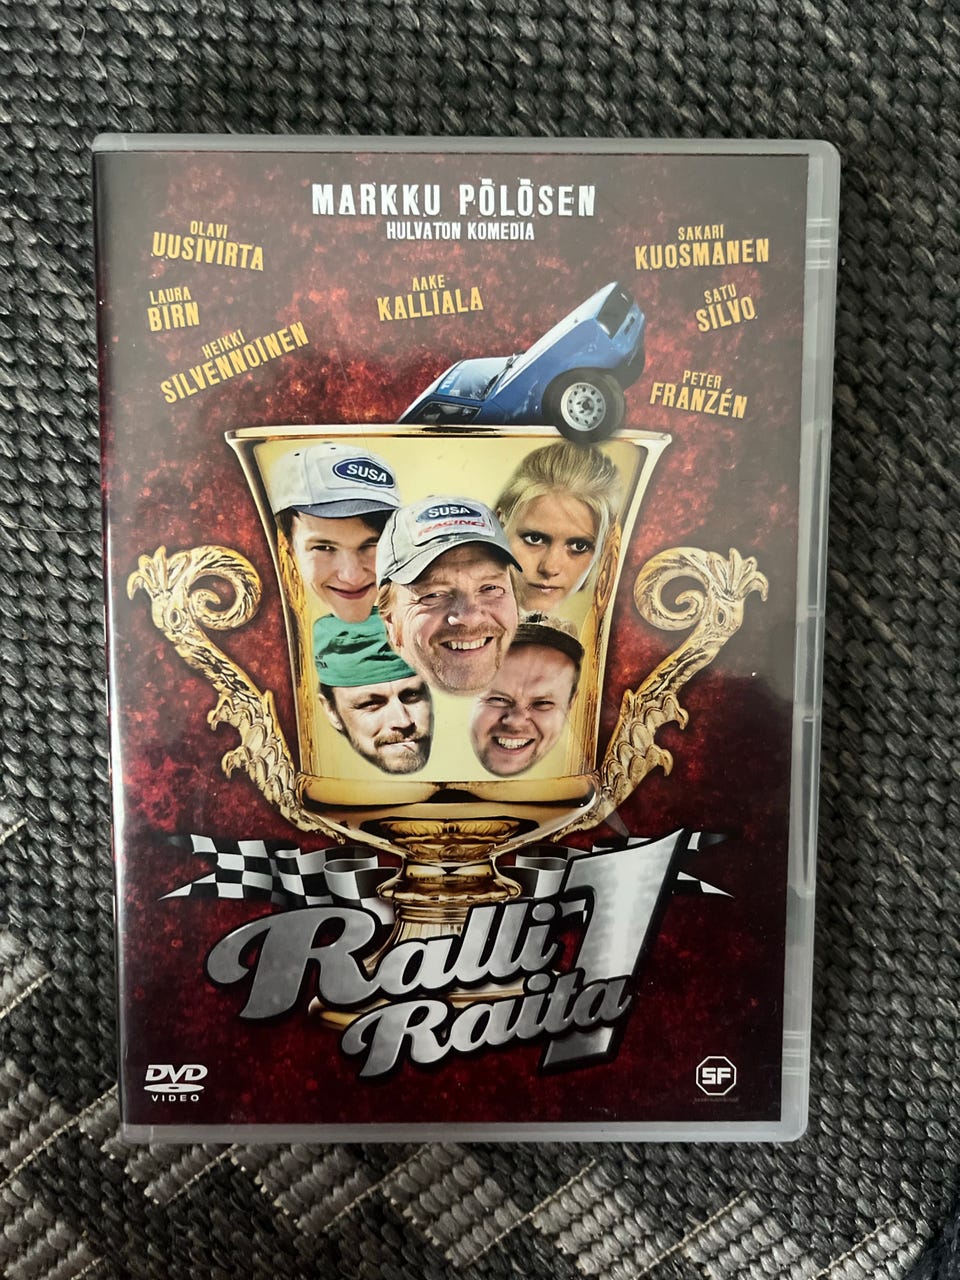 MARKKU PÖLÖSEN
HULVATON KOMEDIA
OLAVI
UUSIVIRTA
SAKARI
KUOSMANEN
LAURA
BIRN
AAKE
KALLIALA
SATU
SILVO
HEIKKI
SILVENNOINEN
PETER
FRANZÉN
SUSA
SUSA
RACING
Ralli
Raita
1
DVD
VIDEO
SF